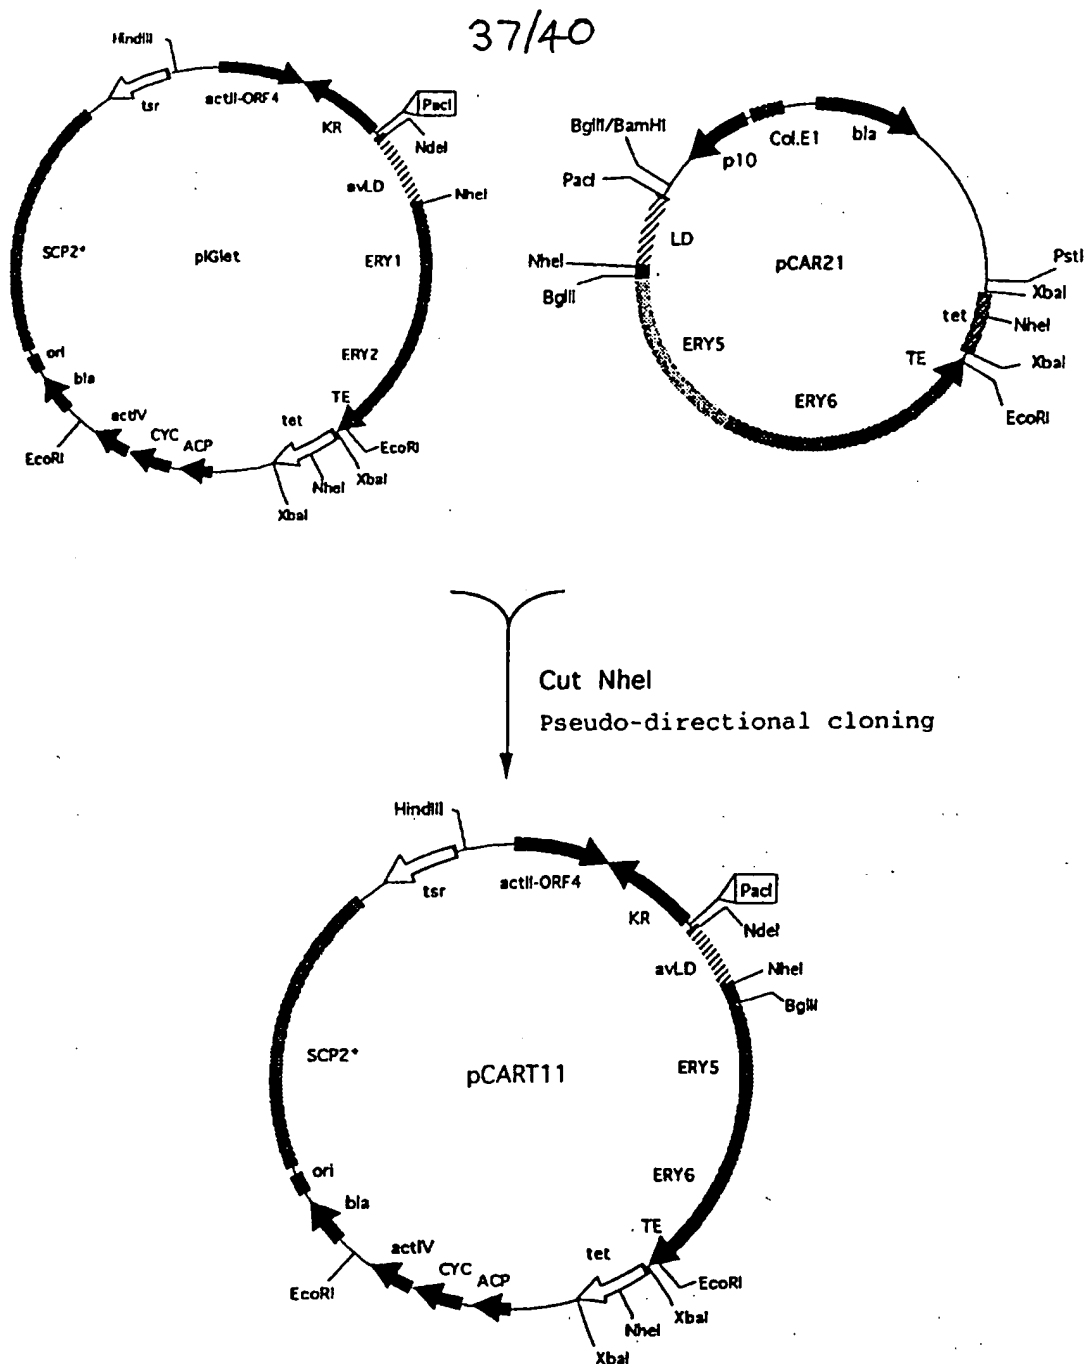 37/40
HindIII
tsr
actII-ORF4
KR
PacI
NdeI
avLD
NheI
SCP2*
pIGlet
ERY1
ERY2
TE
tet
EcoRI
XbaI
NheI
XbaI
ACP
CYC
actIV
EcoRI
bla
ori
BglII/BamHI
p10
Col.E1
bla
PacI
LD
NheI
BglII
pCAR21
PstI
XbaI
tet
NheI
TE
XbaI
EcoRI
ERY5
ERY6
Cut NheI
Pseudo-directional cloning
HindIII
tsr
actII-ORF4
KR
PacI
NdeI
avLD
NheI
BglII
SCP2*
pCART11
ERY5
ERY6
ori
bla
TE
actIV
tet
CYC
ACP
EcoRI
EcoRI
XbaI
NheI
XbaI